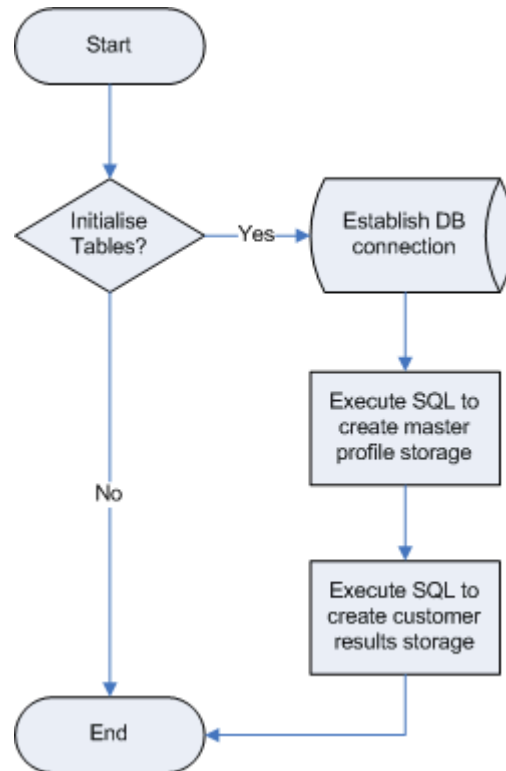 Start
Initialise
Tables?
Yes
Establish DB
connection
Execute SQL to
create master
profile storage
No
Execute SQL to
create customer
results storage
End